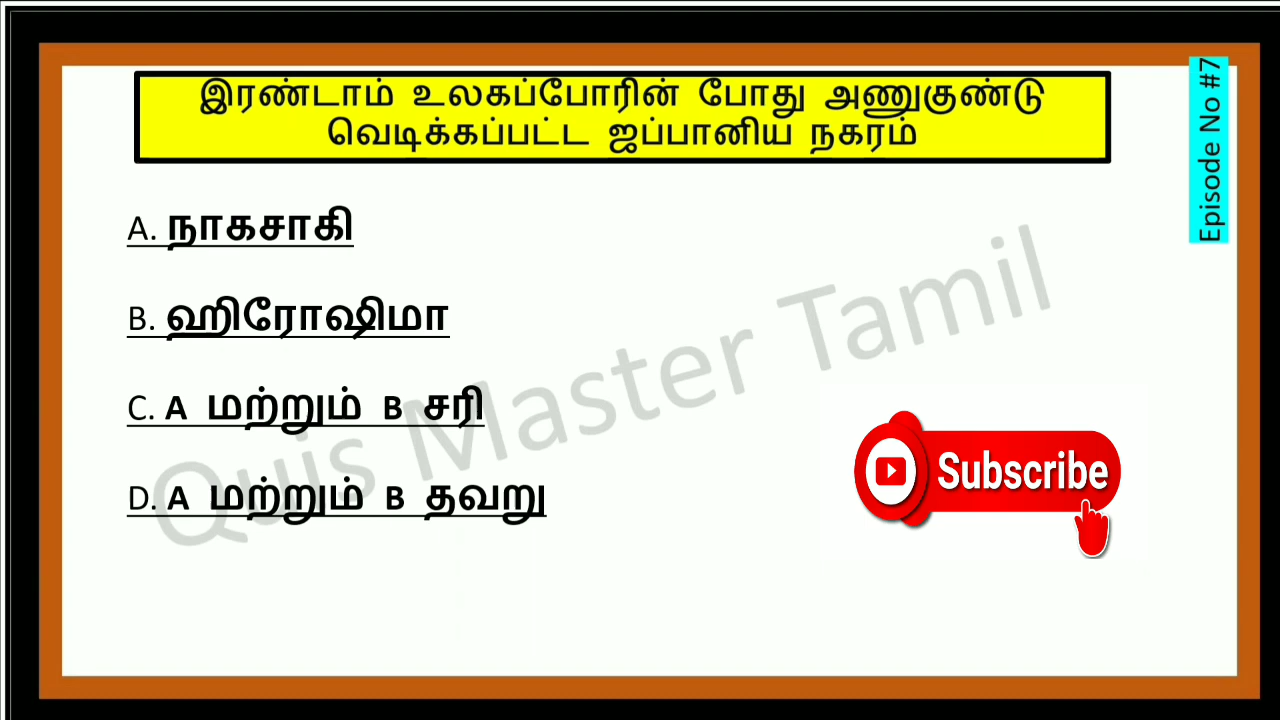 இரண்டாம் உலகப்போரின் போது அணுகுண்டு
வெடிக்கப்பட்ட ஜப்பானிய நகரம்
Episode No #7
A. நாகசாகி
B. ஹிரோஷிமா
C. A மற்றும் B சரி
D. A மற்றும் B தவறு
Quis Master Tamil
Subscribe